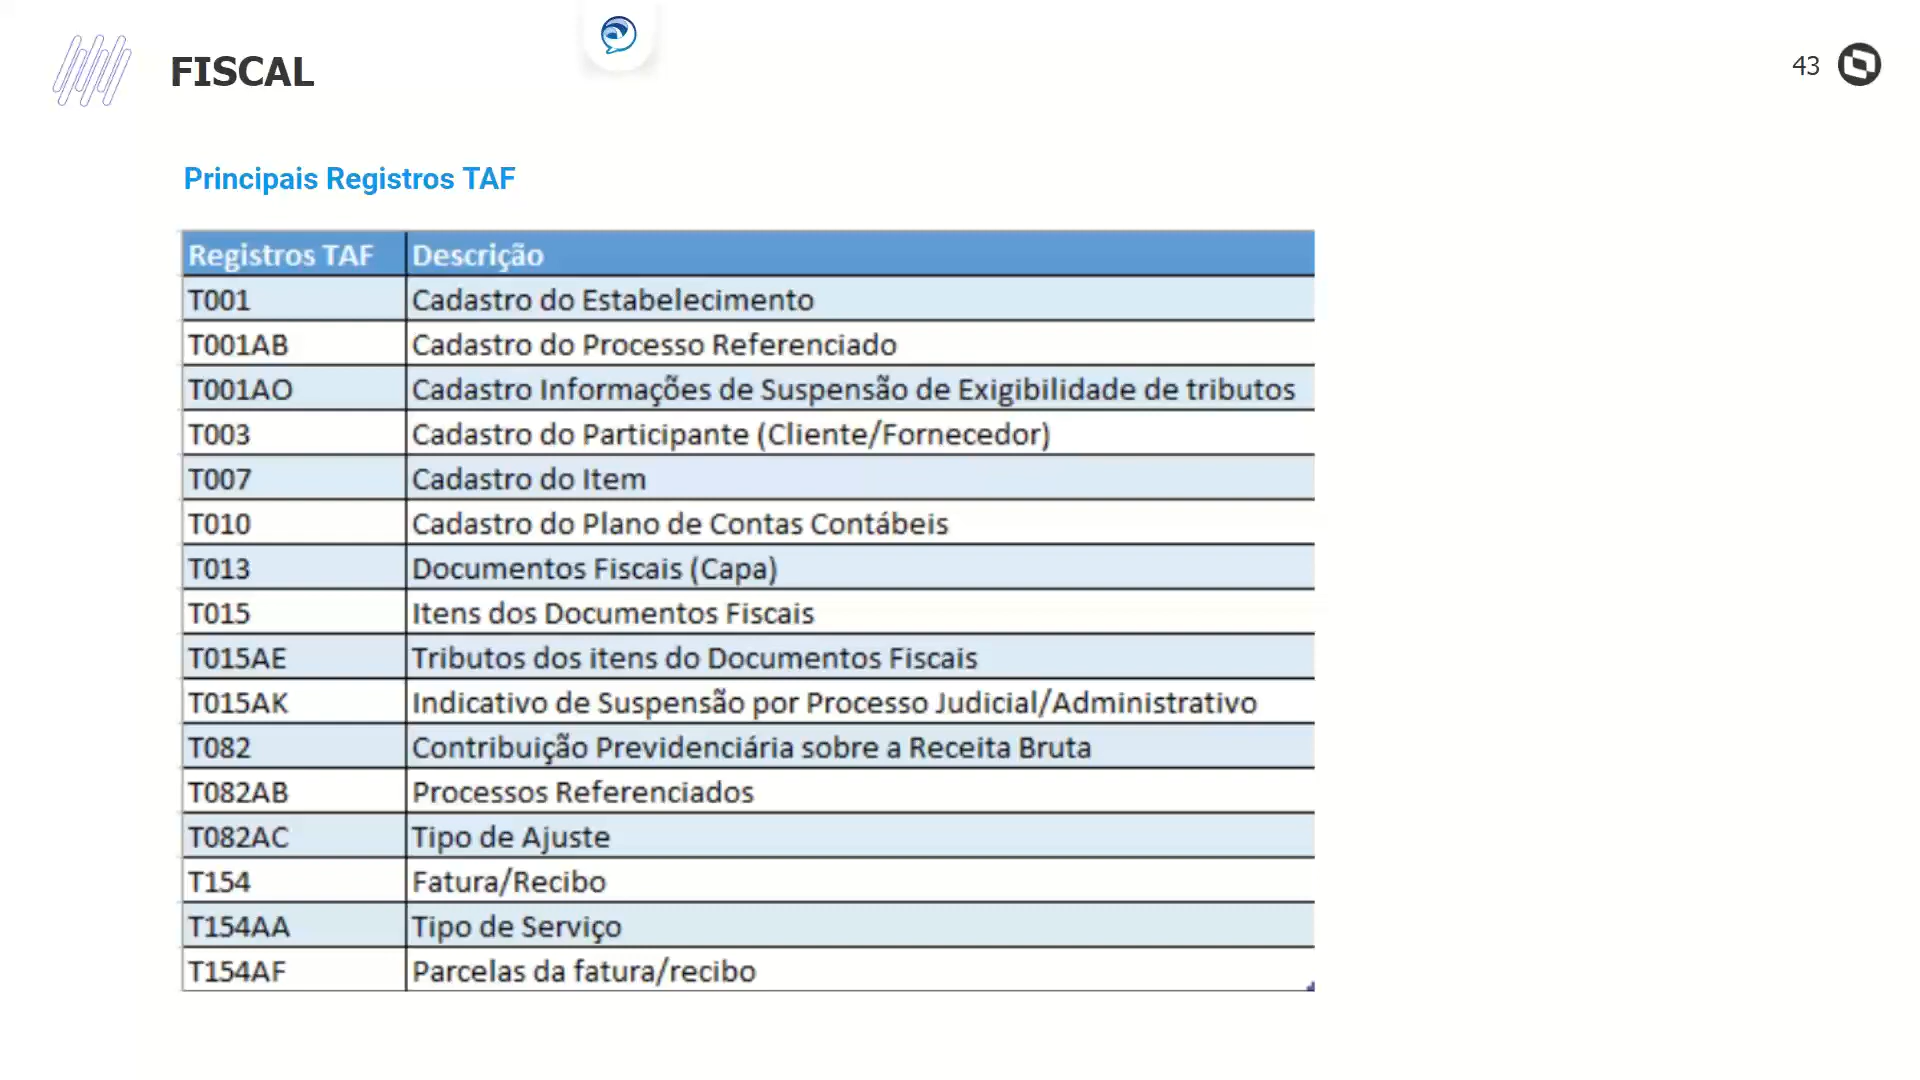 FISCAL
43
Principais Registros TAF
Registros TAF Descrição
T001 Cadastro do Estabelecimento
T001AB Cadastro do Processo Referenciado
T001AO Cadastro Informações de Suspensão de Exigibilidade de tributos
T003 Cadastro do Participante (Cliente/Fornecedor)
T007 Cadastro do Item
T010 Cadastro do Plano de Contas Contábeis
T013 Documentos Fiscais (Capa)
T015 Itens dos Documentos Fiscais
T015AE Tributos dos itens do Documentos Fiscais
T015AK Indicativo de Suspensão por Processo Judicial/Administrativo
T082 Contribuição Previdenciária sobre a Receita Bruta
T082AB Processos Referenciados
T082AC Tipo de Ajuste
T154 Fatura/Recibo
T154AA Tipo de Serviço
T154AF Parcelas da fatura/recibo